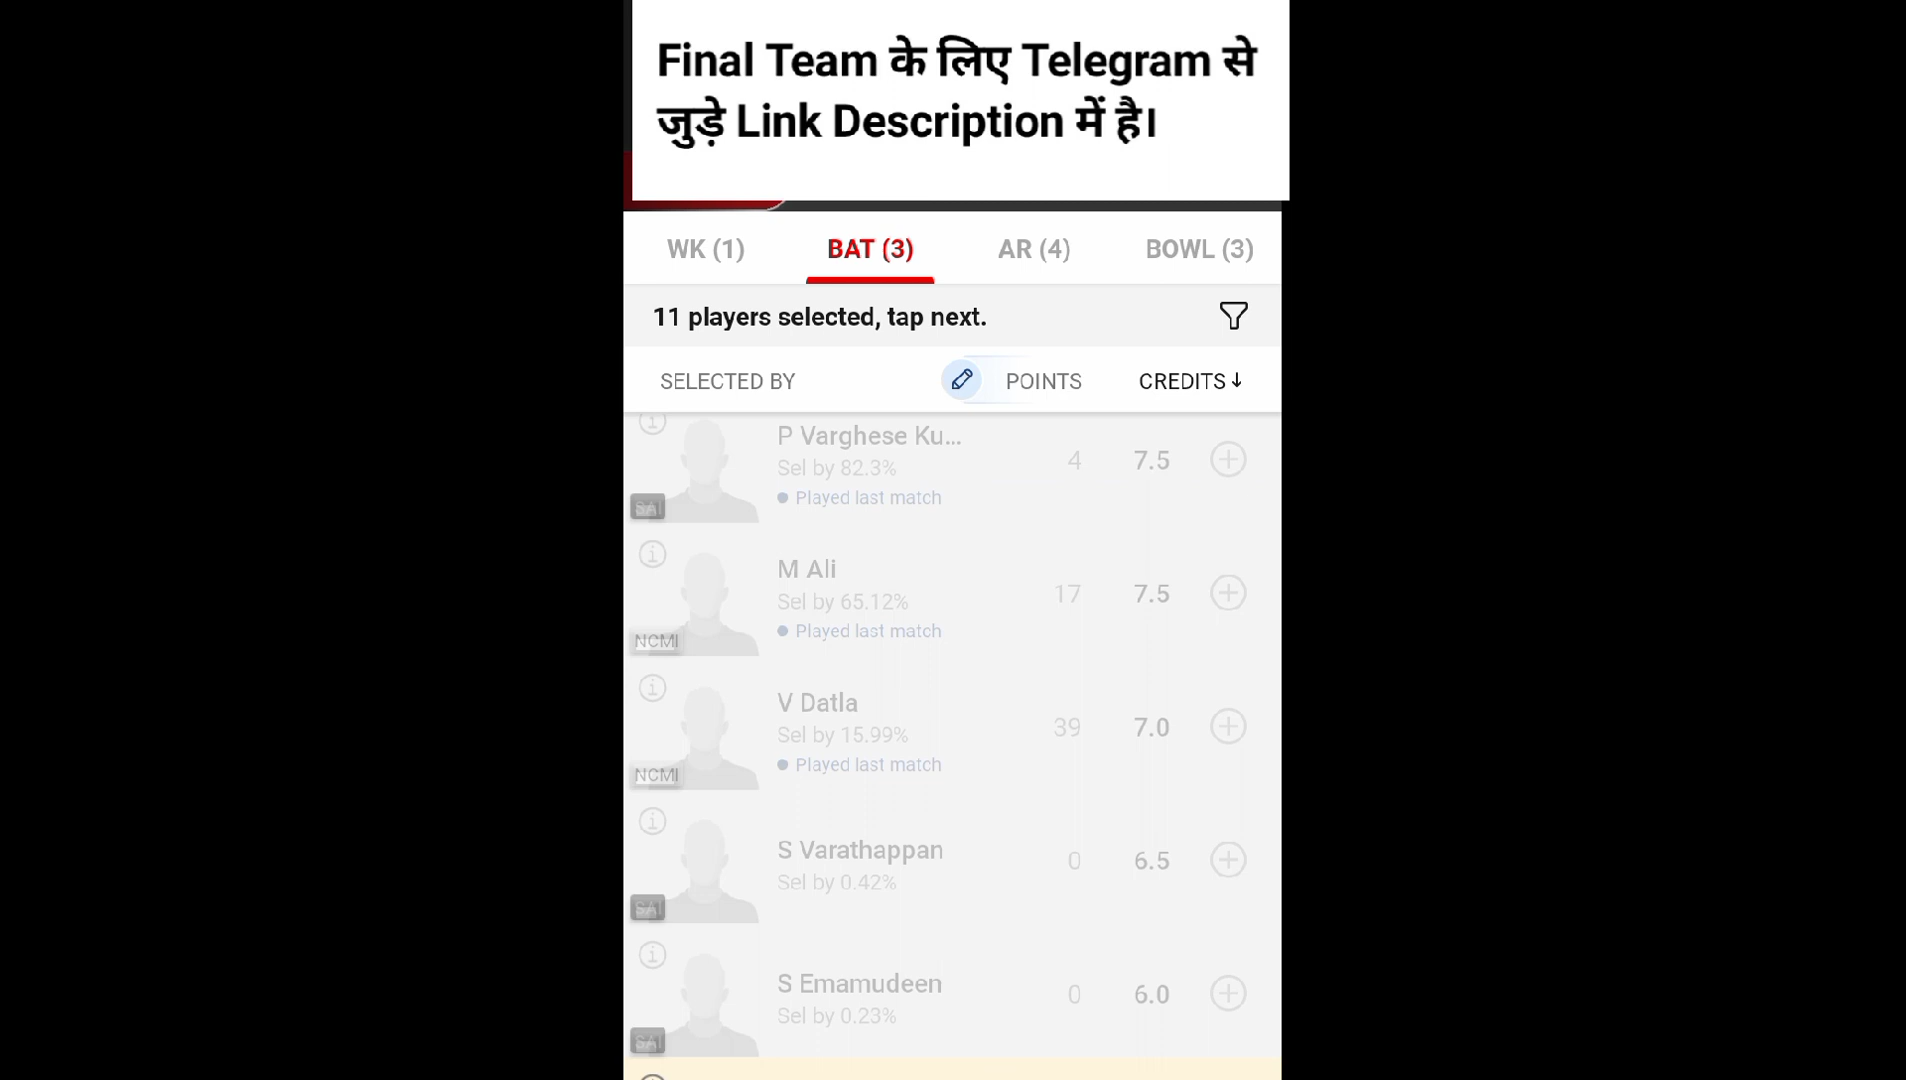 Final Team के लिए Telegram से
जुड़े Link Description में है।
WK (1) BAT (3) AR (4) BOWL (3)
11 players selected, tap next.
SELECTED BY POINTS CREDITS↓
P Varghese Ku... 4 7.5
Sel by 82.3%
Played last match
SAI
M Ali 17 7.5
Sel by 65.12%
Played last match
NCMI
V Datla 39 7.0
Sel by 15.99%
Played last match
NCMI
S Varathappan 0 6.5
Sel by 0.42%
SAI
S Emamudeen 0 6.0
Sel by 0.23%
SAI